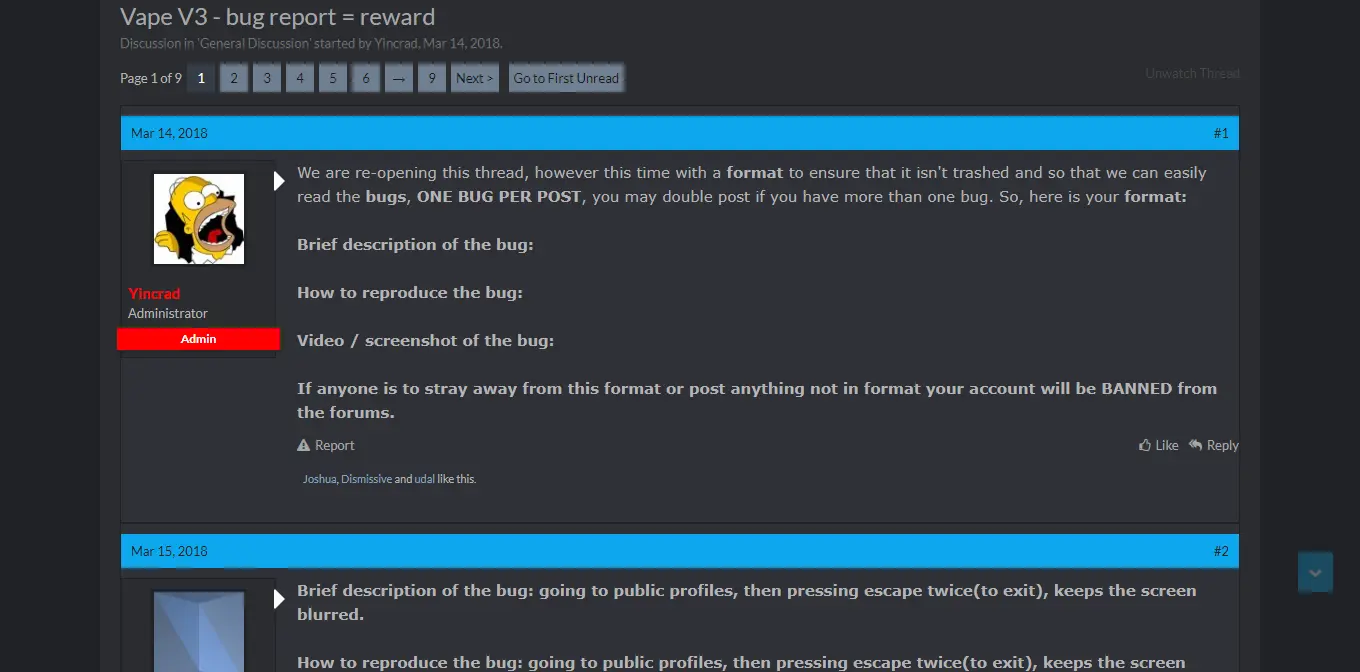 Vape V3 - bug report = reward
Discussion in 'General Discussion' started by Yincrad, Mar 14, 2018.
Page 1 of 9 1 2 3 4 5 6 → 9 Next > Go to First Unread
Unwatch Thread
Mar 14, 2018 #1
We are re-opening this thread, however this time with a format to ensure that it isn't trashed and so that we can easily
read the bugs, ONE BUG PER POST, you may double post if you have more than one bug. So, here is your format:
Brief description of the bug:
How to reproduce the bug:
Video / screenshot of the bug:
If anyone is to stray away from this format or post anything not in format your account will be BANNED from
the forums.
Yincrad
Administrator
Admin
Report
Like Reply
Joshua, Dismissive and udal like this.
Mar 15, 2018 #2
Brief description of the bug: going to public profiles, then pressing escape twice(to exit), keeps the screen
blurred.
How to reproduce the bug: going to public profiles, then pressing escape twice(to exit), keeps the screen